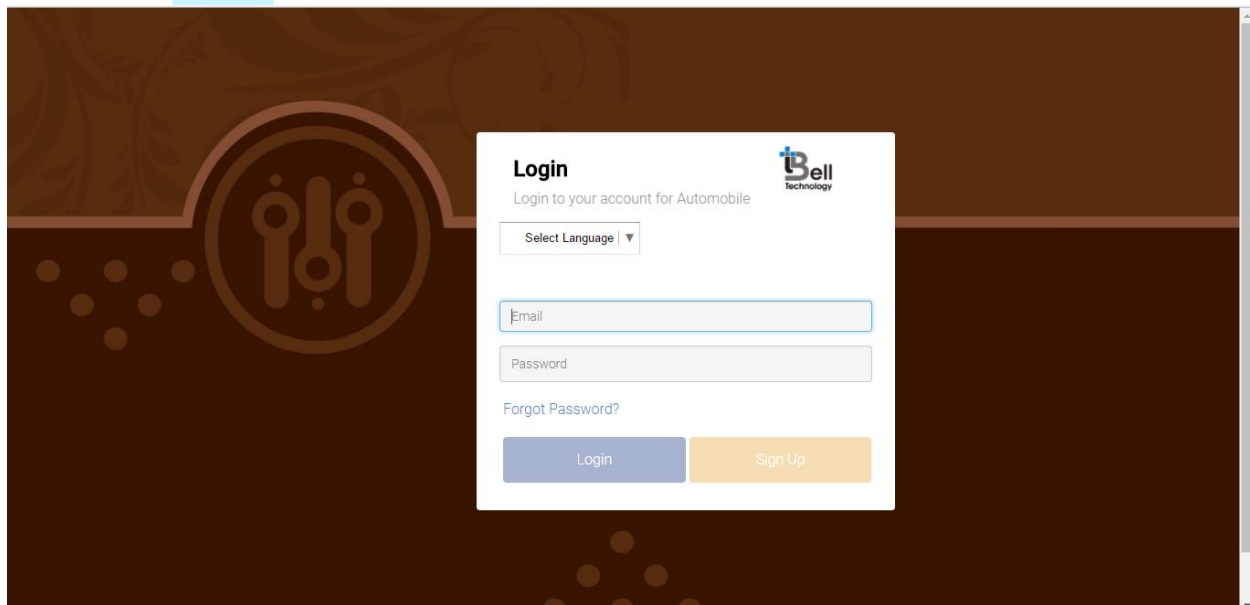 Login
Bell
Technology
Login to your account for Automobile
Select Language
Email
Password
Forgot Password?
Login
Sign Up